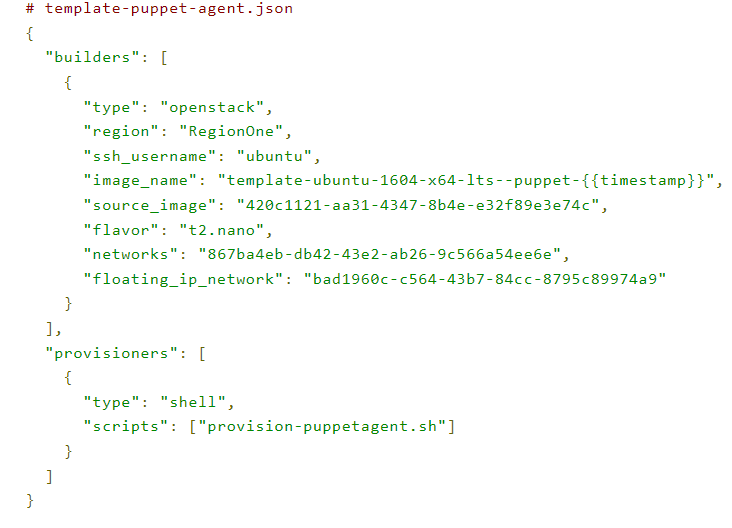 # template-puppet-agent.json
{
  "builders": [
    {
      "type": "openstack",
      "region": "RegionOne",
      "ssh_username": "ubuntu",
      "image_name": "template-ubuntu-1604-x64-lts--puppet-{{timestamp}}",
      "source_image": "420c1121-aa31-4347-8b4e-e32f89e3e74c",
      "flavor": "t2.nano",
      "networks": "867ba4eb-db42-43e2-ab26-9c566a54ee6e",
      "floating_ip_network": "bad1960c-c564-43b7-84cc-8795c89974a9"
    }
  ],
  "provisioners": [
    {
      "type": "shell",
      "scripts": ["provision-puppetagent.sh"]
    }
  ]
}